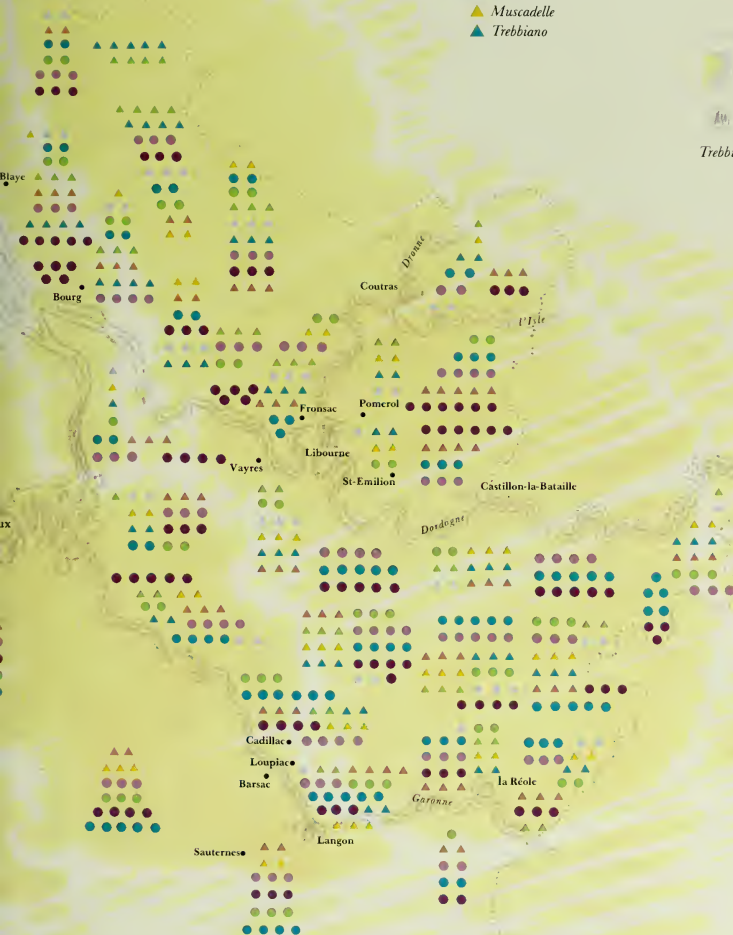 Muscadelle
Trebbiano
Blaye
Dronne
Coutras
Bourg
l'Isle
Fronsac
Pomerol
Libourne
Vayres
St-Emilion
Castillon-la-Bataille
Dordogne
Cadillac
Loupiac
Barsac
la Réole
Garonne
Langon
Sauternes